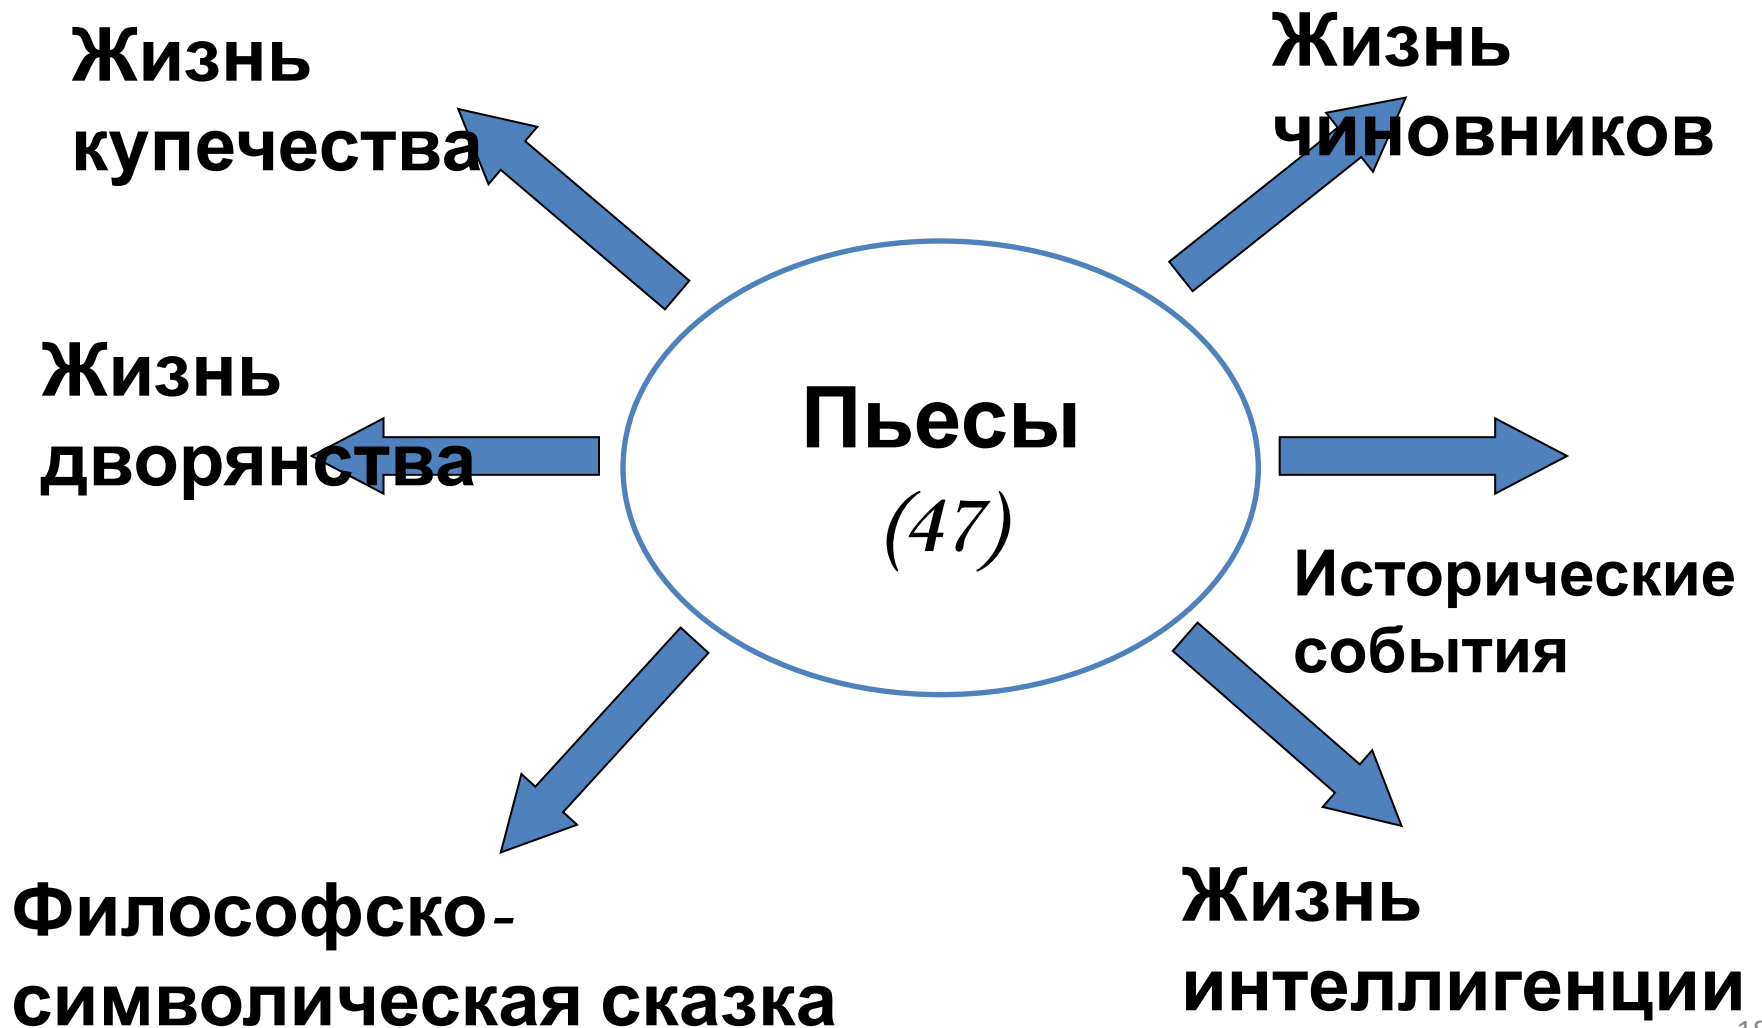 Жизнь
купечества
Жизнь
чиновников
Жизнь
дворянства
Пьесы
(47)
Исторические
события
Философско-
символическая сказка
Жизнь
интеллигенции